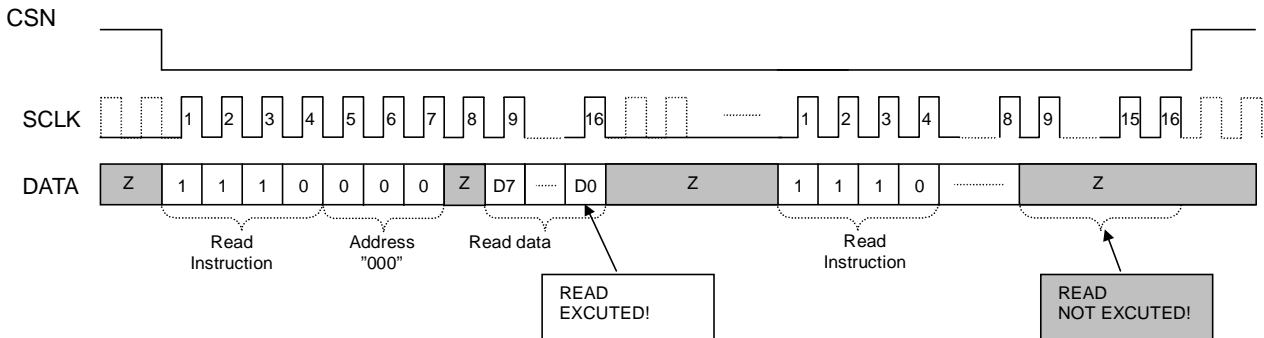 CSN
SCLK 1 2 3 4 5 6 7 8 9 ........ 16 ............ 1 2 3 4 ........ 8 9 ........ 15 16
DATA Z 1 1 1 0 0 0 0 Z D7 ...... D0 Z 1 1 1 0 ............ Z
Read
Instruction
Address
"000"
Read data
Read
Instruction
READ
EXCUTED!
READ
NOT EXCUTED!